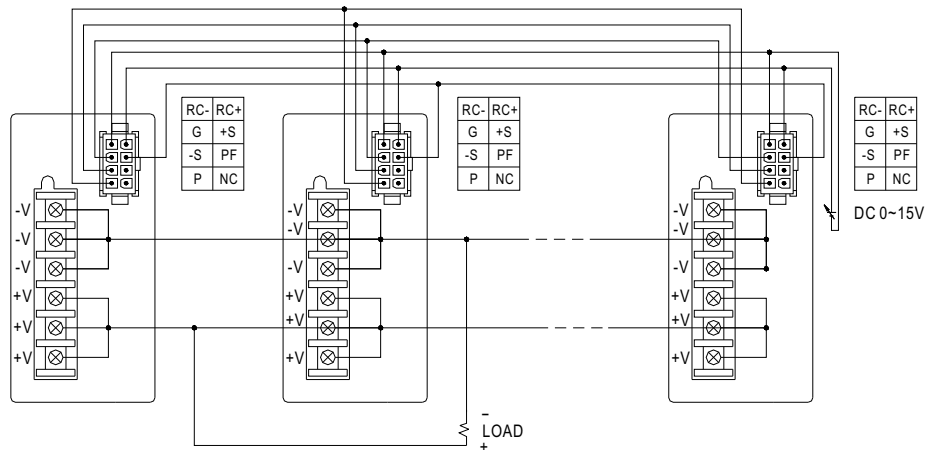 RC- RC+
G +S
-S PF
P NC
RC- RC+
G +S
-S PF
P NC
RC- RC+
G +S
-S PF
P NC
DC 0~15V
-V
-V
-V
+V
+V
+V
-V
-V
-V
+V
+V
+V
-V
-V
-V
+V
+V
+V
-
LOAD
+